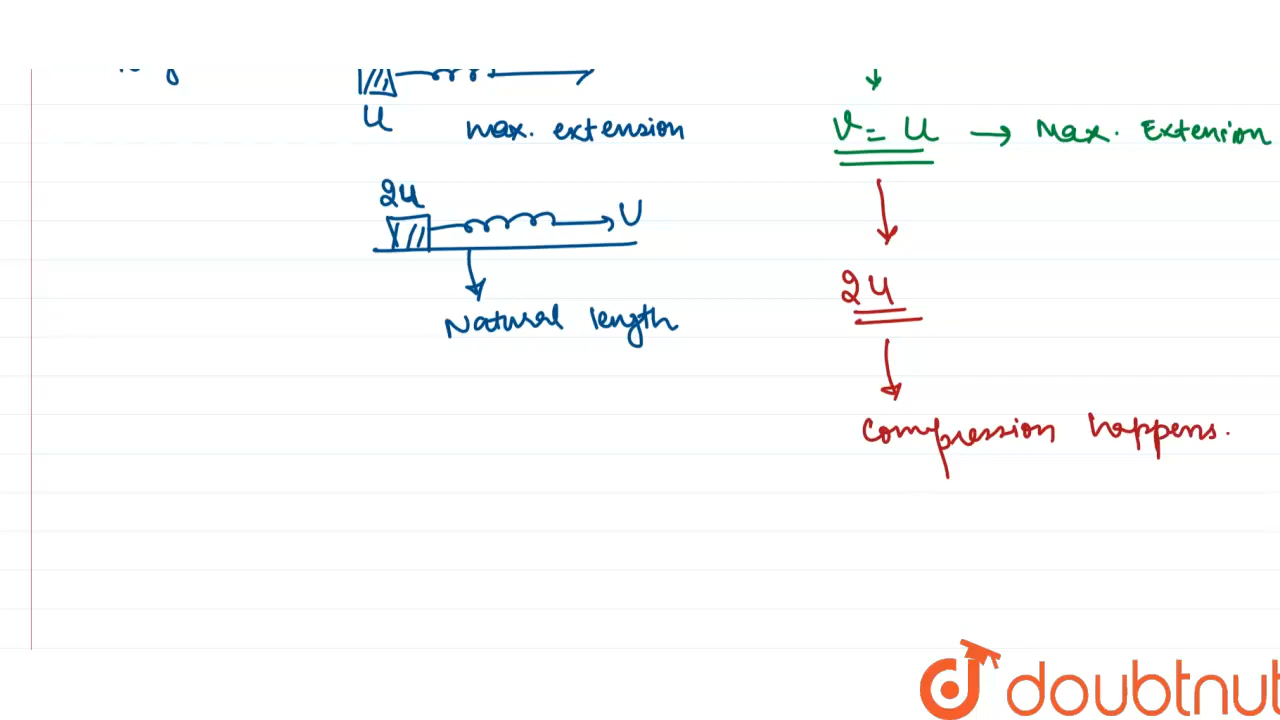 u
max. extension
2u
U
Natural length
V = u → Max. Extension
2u
Compression happens.
doubtnut